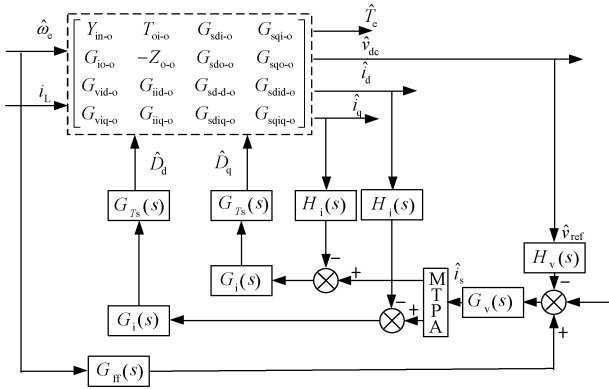 ω̂e
iL
Yin-o Toi-o Gsdi-o Gsqi-o
Gio-o −Zo-o Gsdo-o Gsqo-o
Gvid-o Giid-o Gsd-d-o Gsdid-o
Gviq-o Giiq-o Gsdiq-o Gsqiq-o
T̂e
v̂dc
îd
îq
D̂d
D̂q
GTs(s)
GTs(s)
Hi(s)
Hi(s)
v̂ref
Hv(s)
Gi(s)
Gi(s)
−
+
−
+
MTPA
îs
Gv(s)
−
+
Gff(s)